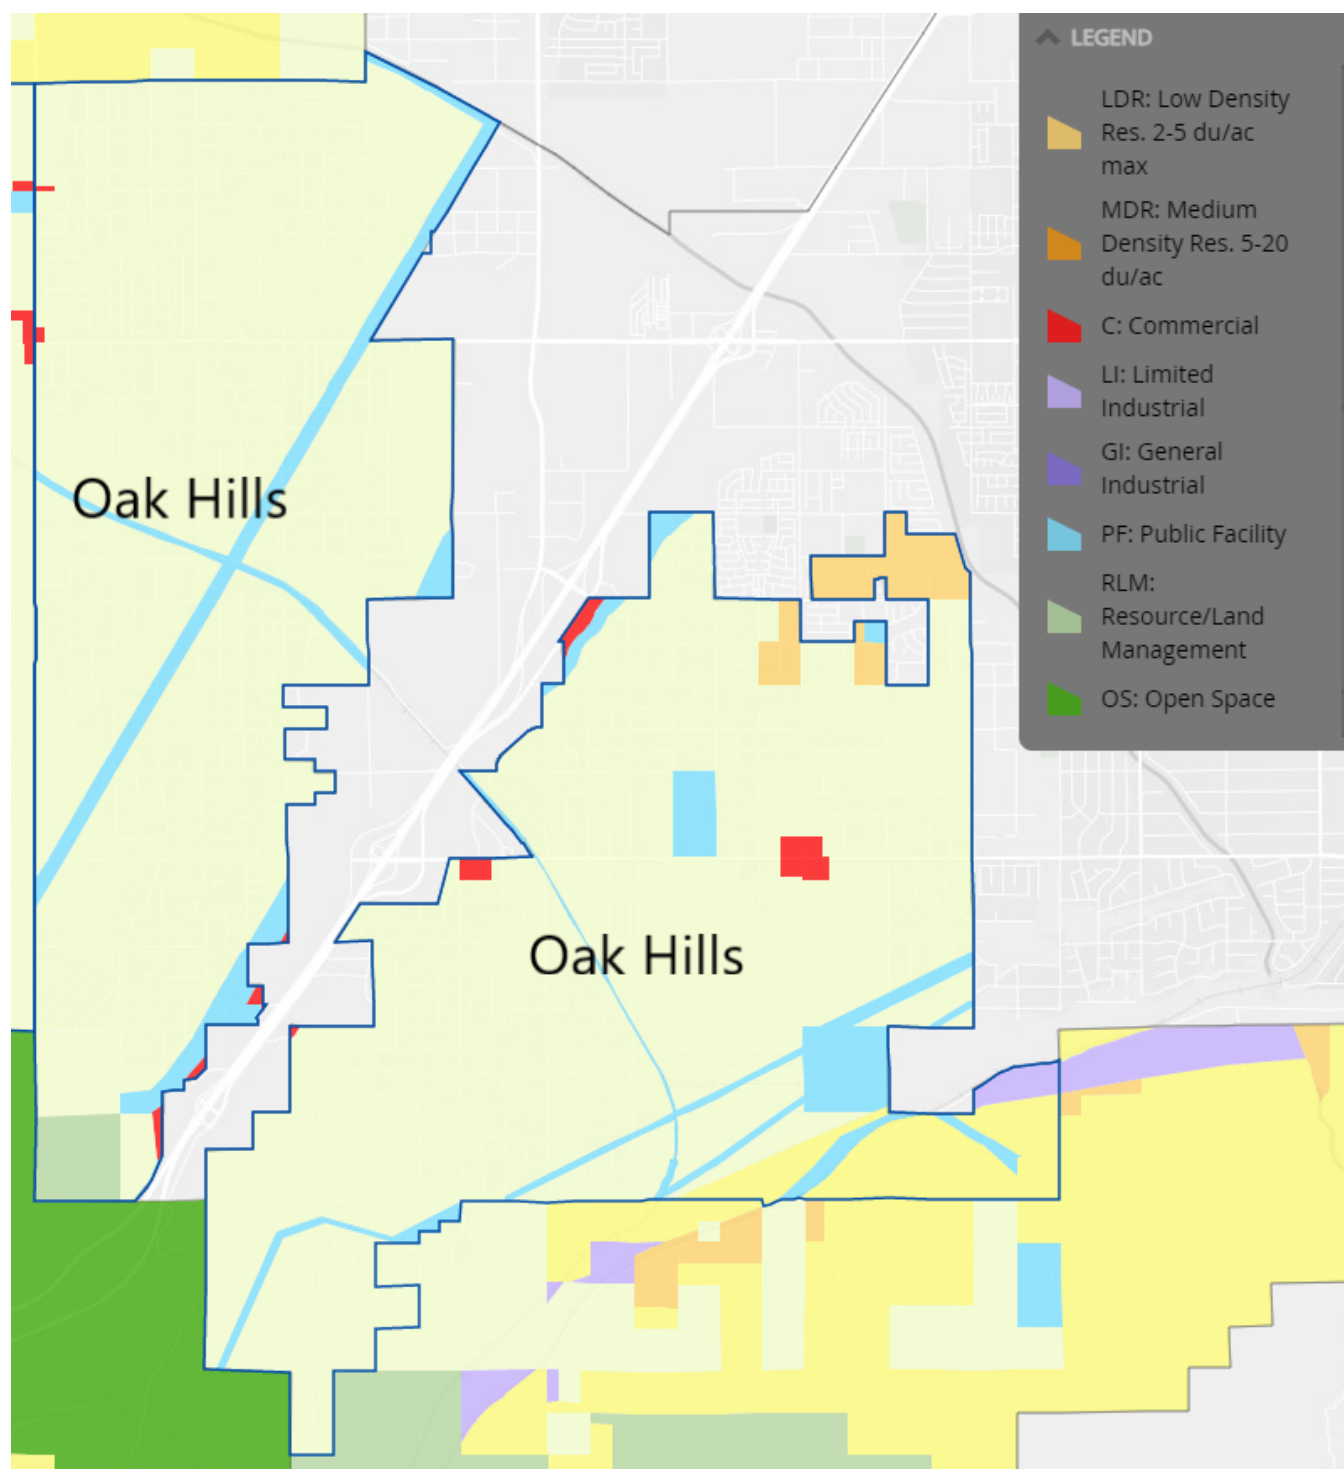 LEGEND
LDR: Low Density
Res. 2-5 du/ac
max
MDR: Medium
Density Res. 5-20
du/ac
C: Commercial
LI: Limited
Industrial
GI: General
Industrial
PF: Public Facility
RLM:
Resource/Land
Management
OS: Open Space
Oak Hills
Oak Hills